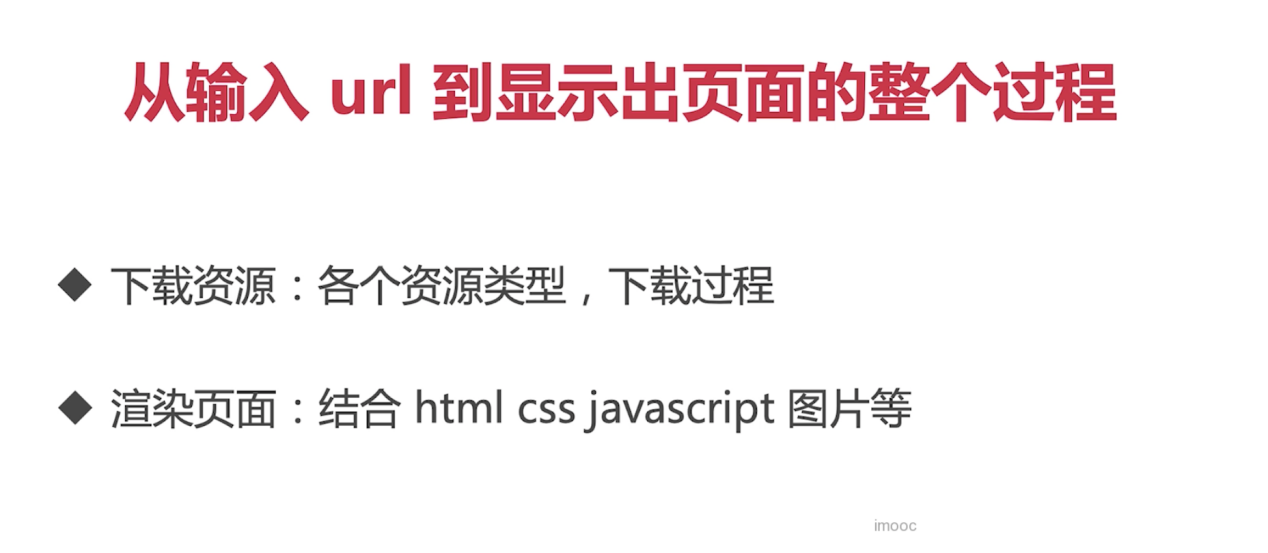 从输入 url 到显示出页面的整个过程
◆ 下载资源：各个资源类型，下载过程
◆ 渲染页面：结合 html css javascript 图片等
imooc